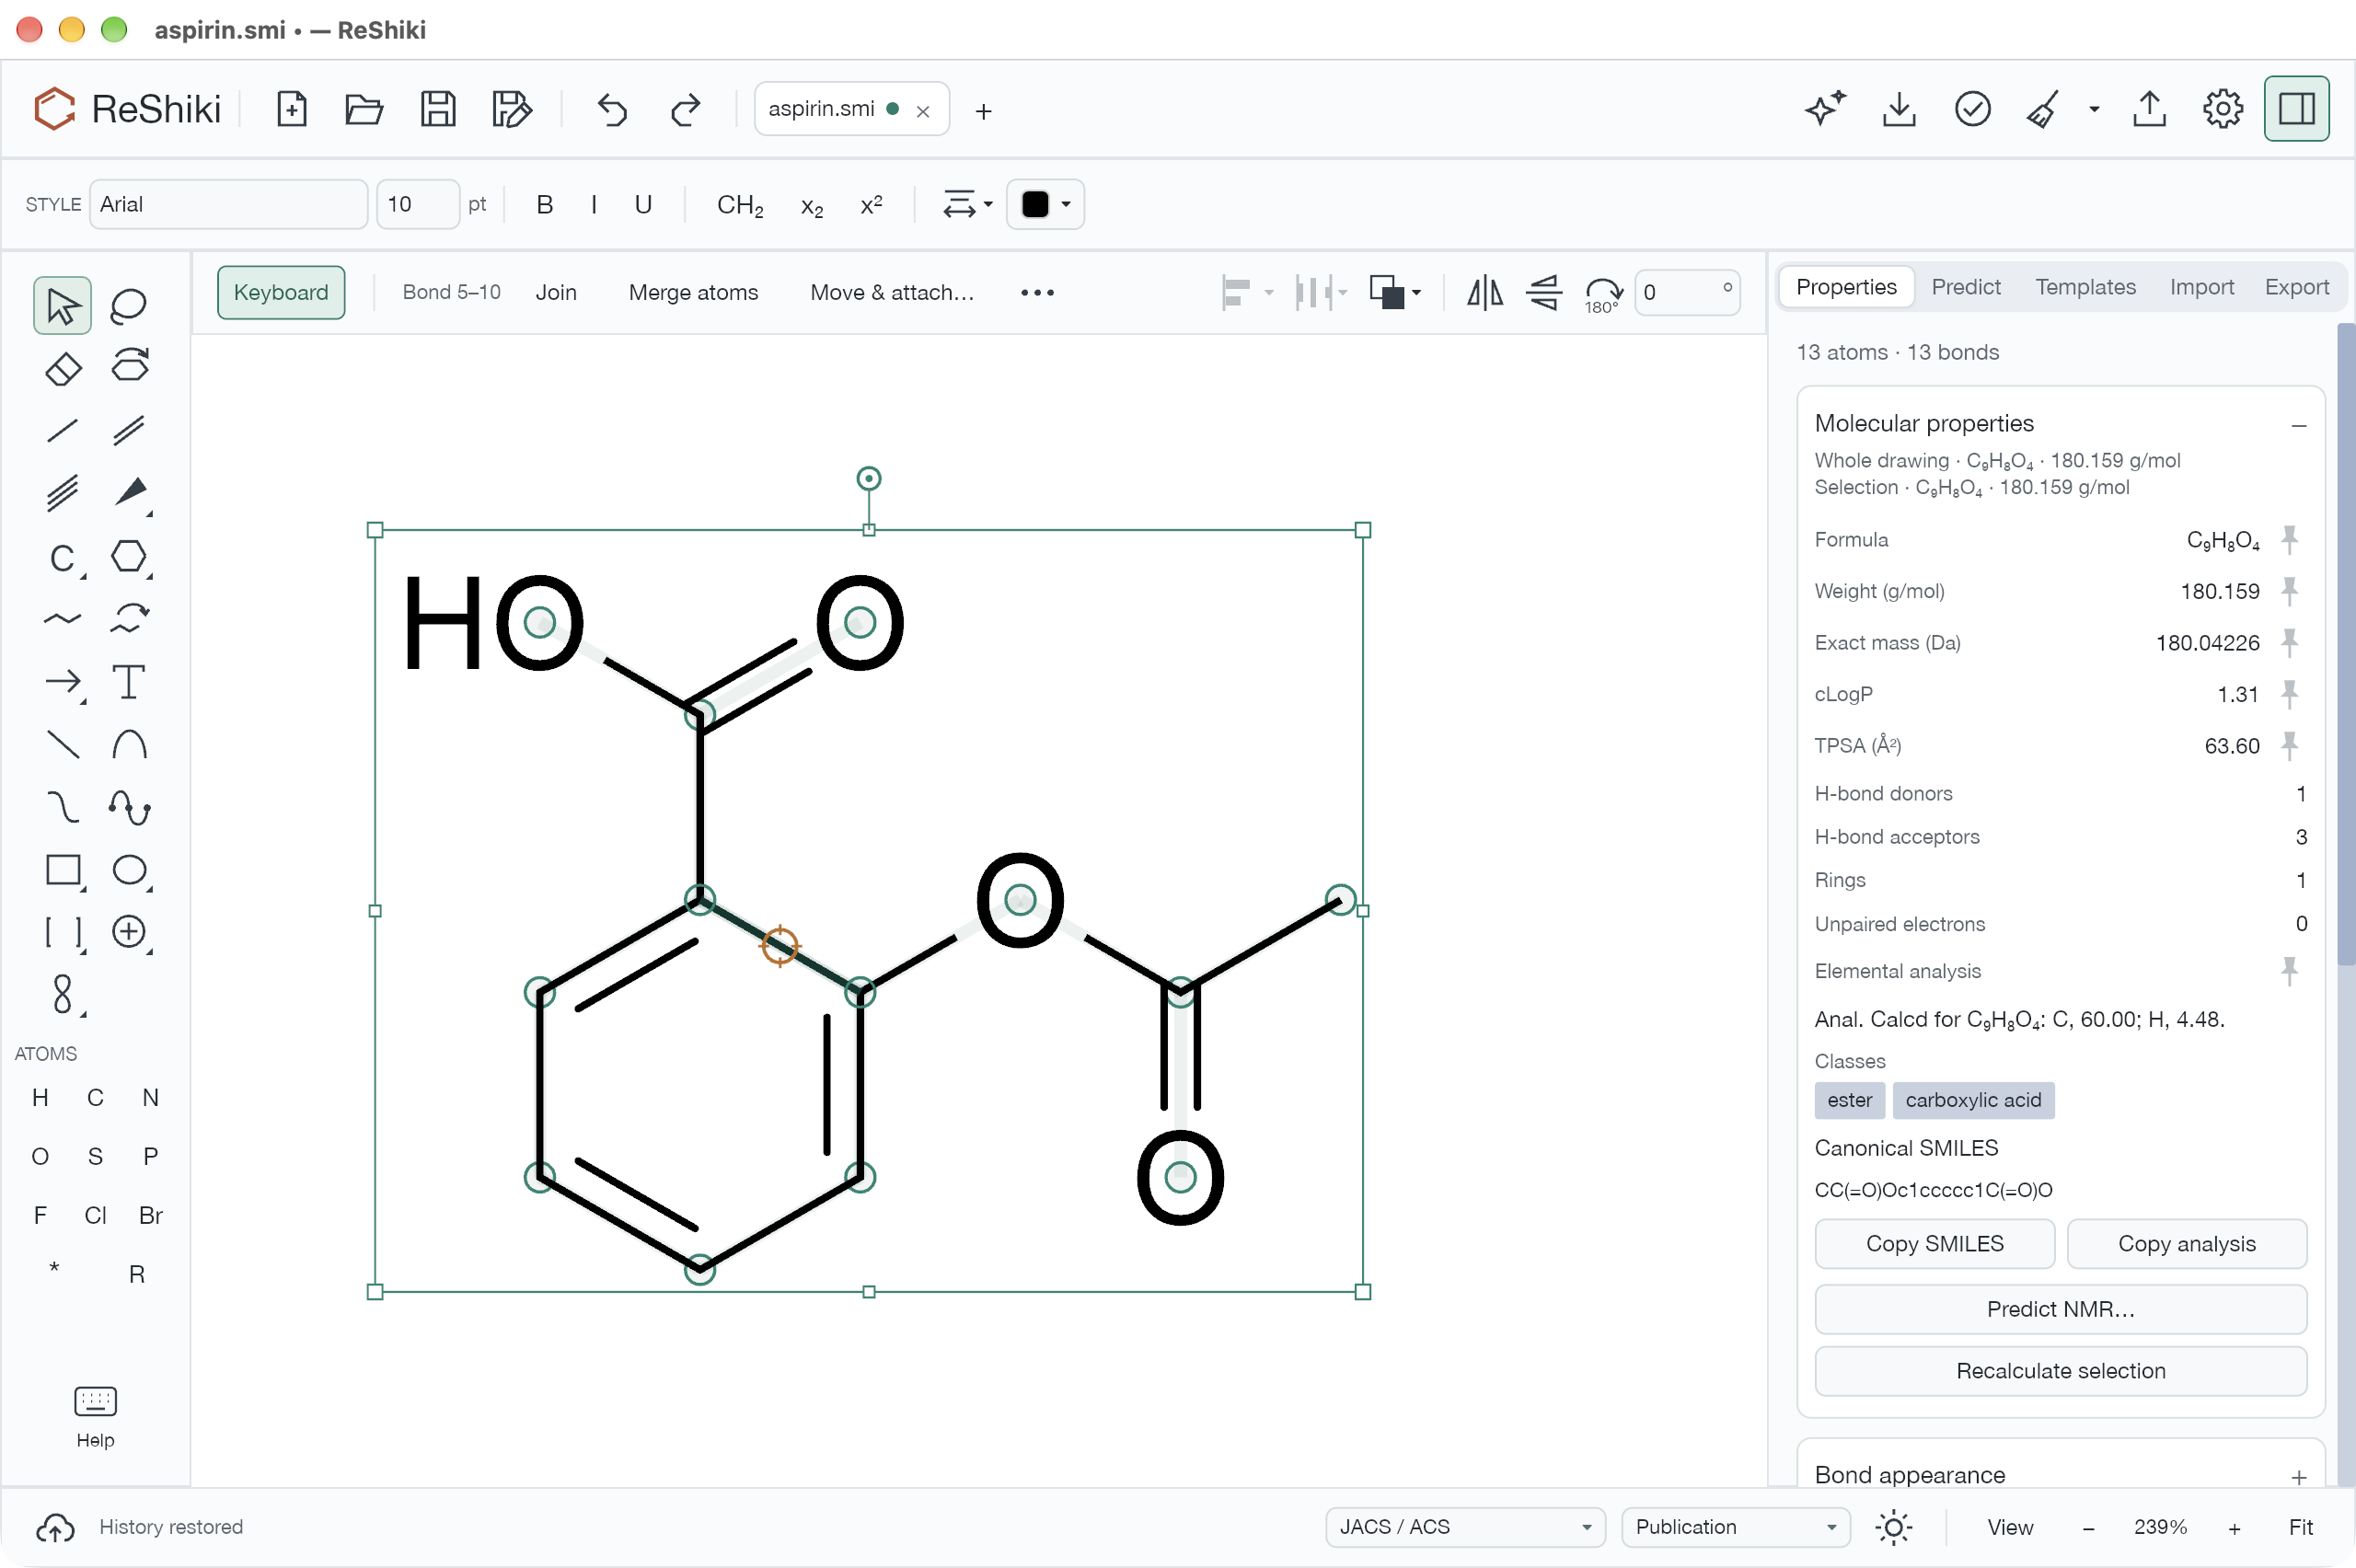 aspirin.smi • — ReShiki
ReShiki
aspirin.smi ● × +
STYLE Arial 10 pt B I U CH₂ x₂ x²
Keyboard Bond 5–10 Join Merge atoms Move & attach... •••
180° 0 °
Properties Predict Templates Import Export
13 atoms · 13 bonds
Molecular properties −
Whole drawing · C₉H₈O₄ · 180.159 g/mol
Selection · C₉H₈O₄ · 180.159 g/mol
Formula C₉H₈O₄
Weight (g/mol) 180.159
Exact mass (Da) 180.04226
cLogP 1.31
TPSA (Å²) 63.60
H-bond donors 1
H-bond acceptors 3
Rings 1
Unpaired electrons 0
Elemental analysis
Anal. Calcd for C₉H₈O₄: C, 60.00; H, 4.48.
Classes
ester carboxylic acid
Canonical SMILES
CC(=O)Oc1ccccc1C(=O)O
Copy SMILES Copy analysis
Predict NMR...
Recalculate selection
Bond appearance +
HO O
O
O
C
T
[ ]
ATOMS
H C N
O S P
F Cl Br
* R
Help
History restored
JACS / ACS Publication View − 239% + Fit